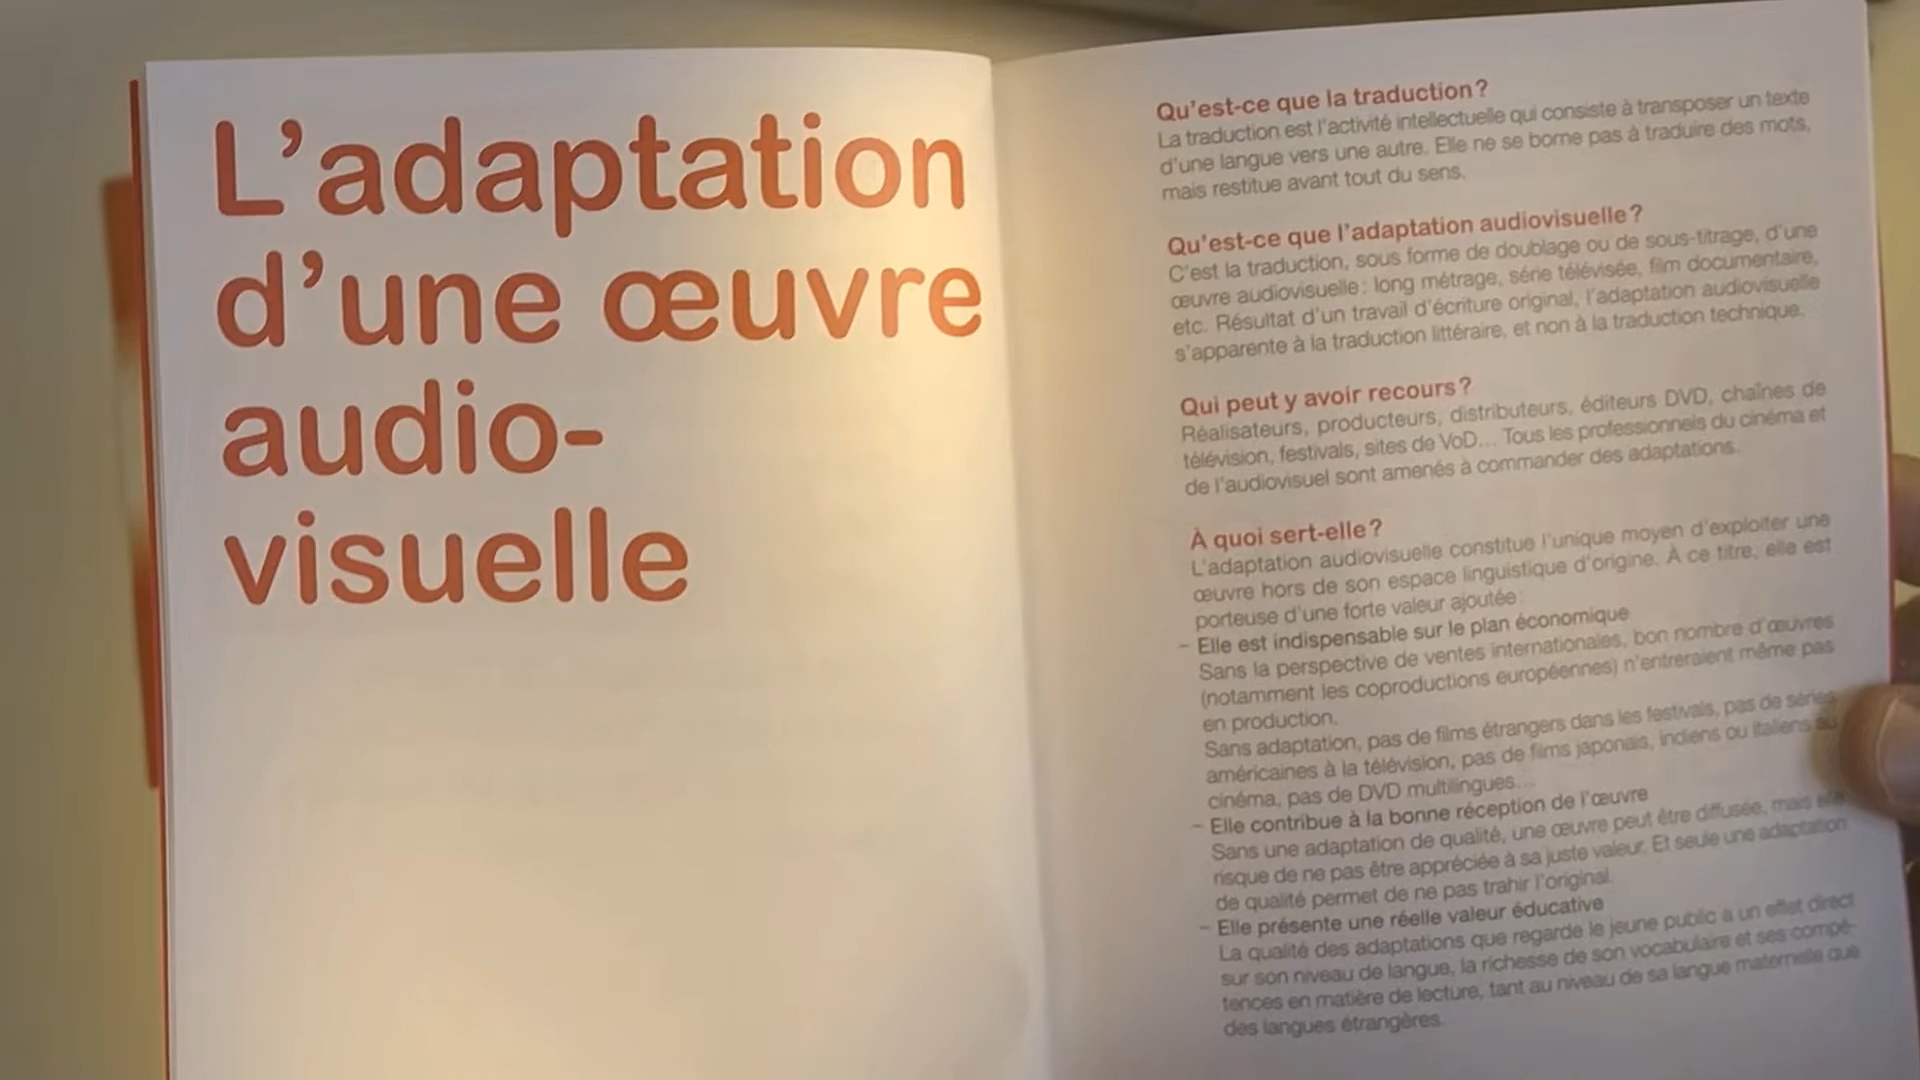 L’adaptation
d’une œuvre
audio-
visuelle
Qu’est-ce que la traduction ?
La traduction est l’activité intellectuelle qui consiste à transposer un texte
d’une langue vers une autre. Elle ne se borne pas à traduire des mots,
mais restitue avant tout du sens.
Qu’est-ce que l’adaptation audiovisuelle ?
C’est la traduction, sous forme de doublage ou de sous-titrage, d’une
œuvre audiovisuelle : long métrage, série télévisée, film documentaire,
etc. Résultat d’un travail d’écriture original, l’adaptation audiovisuelle
s’apparente à la traduction littéraire, et non à la traduction technique.
Qui peut y avoir recours ?
Réalisateurs, producteurs, distributeurs, éditeurs DVD, chaînes de
télévision, festivals, sites de VoD… Tous les professionnels du cinéma et
de l’audiovisuel sont amenés à commander des adaptations.
À quoi sert-elle ?
L’adaptation audiovisuelle constitue l’unique moyen d’exploiter une
œuvre hors de son espace linguistique d’origine. À ce titre, elle est
porteuse d’une forte valeur ajoutée :
– Elle est indispensable sur le plan économique
Sans la perspective de ventes internationales, bon nombre d’œuvres
(notamment les coproductions européennes) n’entreraient même pas
en production.
Sans adaptation, pas de films étrangers dans les festivals, pas de séries
américaines à la télévision, pas de films japonais, indiens ou italiens au
cinéma, pas de DVD multilingues…
– Elle contribue à la bonne réception de l’œuvre
Sans une adaptation de qualité, une œuvre peut être diffusée, mais elle
risque de ne pas être appréciée à sa juste valeur. Et seule une adaptation
de qualité permet de ne pas trahir l’original.
– Elle présente une réelle valeur éducative
La qualité des adaptations que regarde le jeune public a un effet direct
sur son niveau de langue, la richesse de son vocabulaire et ses compé-
tences en matière de lecture, tant au niveau de sa langue maternelle que
des langues étrangères.